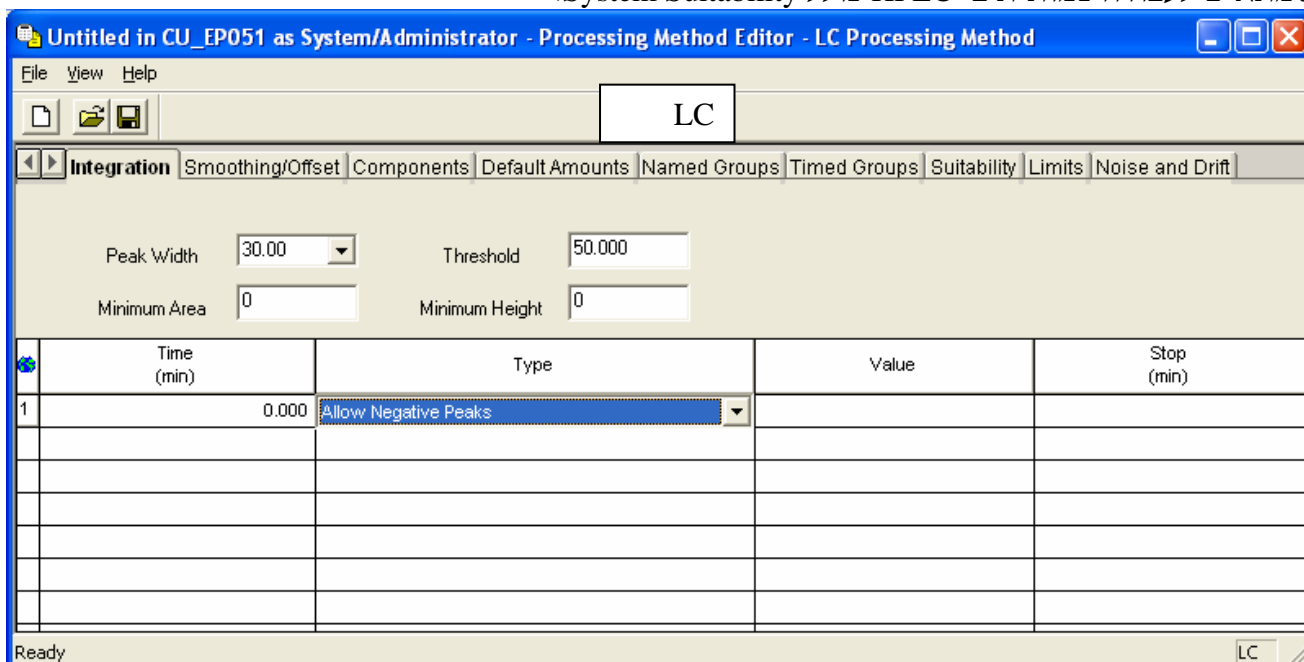 System Suitability
Untitled in CU_EP051 as System/Administrator - Processing Method Editor - LC Processing Method
File View Help
LC
Integration Smoothing/Offset Components Default Amounts Named Groups Timed Groups Suitability Limits Noise and Drift
Peak Width 30.00 Threshold 50.000
Minimum Area 0 Minimum Height 0
Time (min) Type Value Stop (min)
1 0.000 Allow Negative Peaks
Ready LC